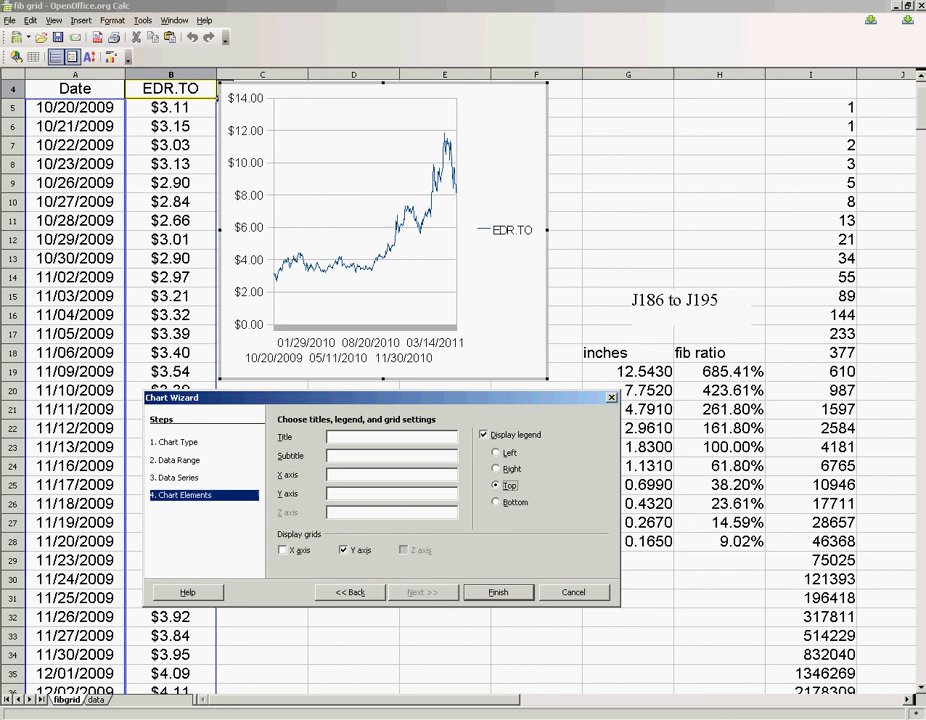 fib grid - OpenOffice.org Calc
File Edit View Insert Format Tools Window Help
A B C D E F G H I J
4 Date EDR.TO
5 10/20/2009 $3.11 1
6 10/21/2009 $3.15 1
7 10/22/2009 $3.03 2
8 10/23/2009 $3.13 3
9 10/26/2009 $2.90 5
10 10/27/2009 $2.84 8
11 10/28/2009 $2.66 13
12 10/29/2009 $3.01 21
13 10/30/2009 $2.90 34
14 11/02/2009 $2.97 55
15 11/03/2009 $3.21 89
16 11/04/2009 $3.32 144
17 11/05/2009 $3.39 233
18 11/06/2009 $3.40 inches fib ratio 377
19 11/09/2009 $3.54 12.5430 685.41% 610
20 11/10/2009 7.7520 423.61% 987
21 11/11/2009 4.7910 261.80% 1597
22 11/12/2009 2.9610 161.80% 2584
23 11/13/2009 1.8300 100.00% 4181
24 11/16/2009 1.1310 61.80% 6765
25 11/17/2009 0.6990 38.20% 10946
26 11/18/2009 0.4320 23.61% 17711
27 11/19/2009 0.2670 14.59% 28657
28 11/20/2009 0.1650 9.02% 46368
29 11/23/2009 75025
30 11/24/2009 121393
31 11/25/2009 196418
32 11/26/2009 $3.92 317811
33 11/27/2009 $3.84 514229
34 11/30/2009 $3.95 832040
35 12/01/2009 $4.09 1346269
36 12/02/2009 $4.11 2178309
$14.00
$12.00
$10.00
$8.00
$6.00
$4.00
$2.00
$0.00
EDR.TO
01/29/2010 08/20/2010 03/14/2011
10/20/2009 05/11/2010 11/30/2010
J186 to J195
Chart Wizard
Steps
1. Chart Type
2. Data Range
3. Data Series
4. Chart Elements
Choose titles, legend, and grid settings
Title
Subtitle
X axis
Y axis
Z axis
Display legend
Left
Right
Top
Bottom
Display grids
X axis Y axis Z axis
Help << Back Next >> Finish Cancel
fibgrid data